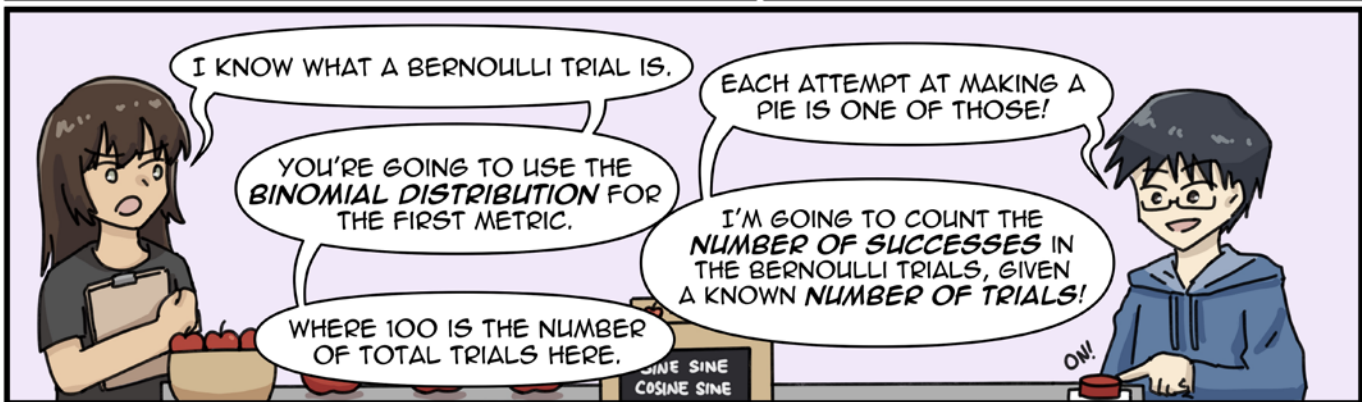 I KNOW WHAT A BERNOULLI TRIAL IS.
YOU'RE GOING TO USE THE
BINOMIAL DISTRIBUTION FOR
THE FIRST METRIC.
WHERE 100 IS THE NUMBER
OF TOTAL TRIALS HERE.
EACH ATTEMPT AT MAKING A
PIE IS ONE OF THOSE!
I'M GOING TO COUNT THE
NUMBER OF SUCCESSES IN
THE BERNOULLI TRIALS, GIVEN
A KNOWN NUMBER OF TRIALS!
SINE SINE
COSINE SINE
ON!